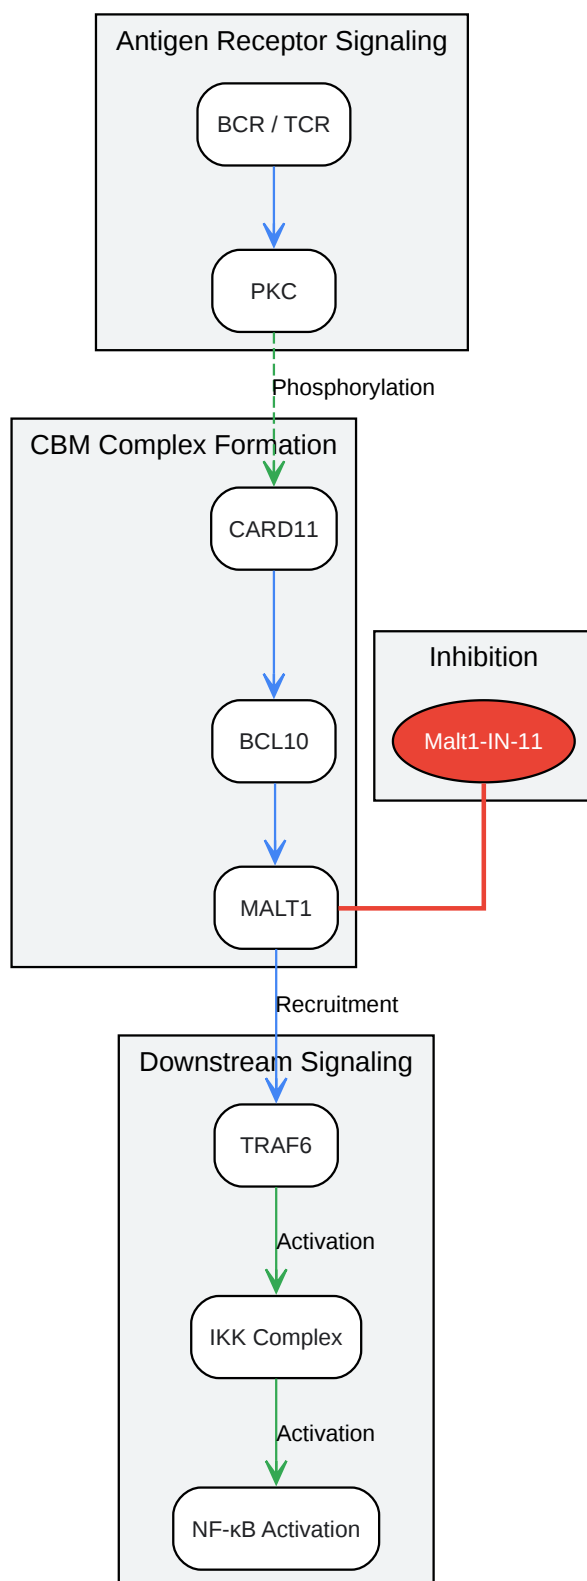 Antigen Receptor Signaling
BCR / TCR
PKC
Phosphorylation
CBM Complex Formation
CARD11
Inhibition
BCL10
Malt1-IN-11
MALT1
Recruitment
Downstream Signaling
TRAF6
Activation
IKK Complex
Activation
NF-κB Activation